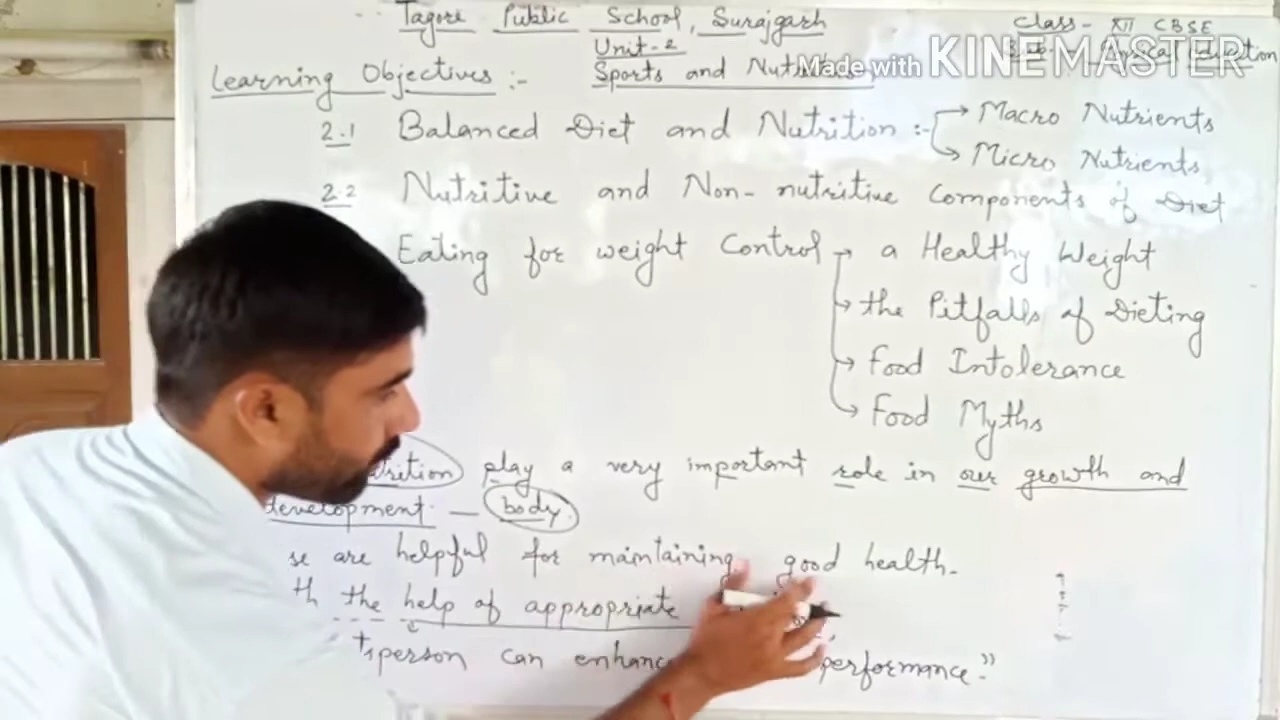 Tagore Public School, Surajgarh
Class - XII CBSE
Unit-2
Made with KINEMASTER
Learning Objectives :-
Sports and
2.1 Balanced Diet and Nutrition :- Macro Nutrients
Micro Nutrients
2.2 Nutritive and Non-nutritive Components of Diet
Eating for weight Control → a Healthy Weight
→ the Pitfalls of Dieting
→ Food Intolerance
→ Food Myths
play a very important role in our growth and
development. — body
are helpful for maintaining good health.
the help of appropriate
can performance."